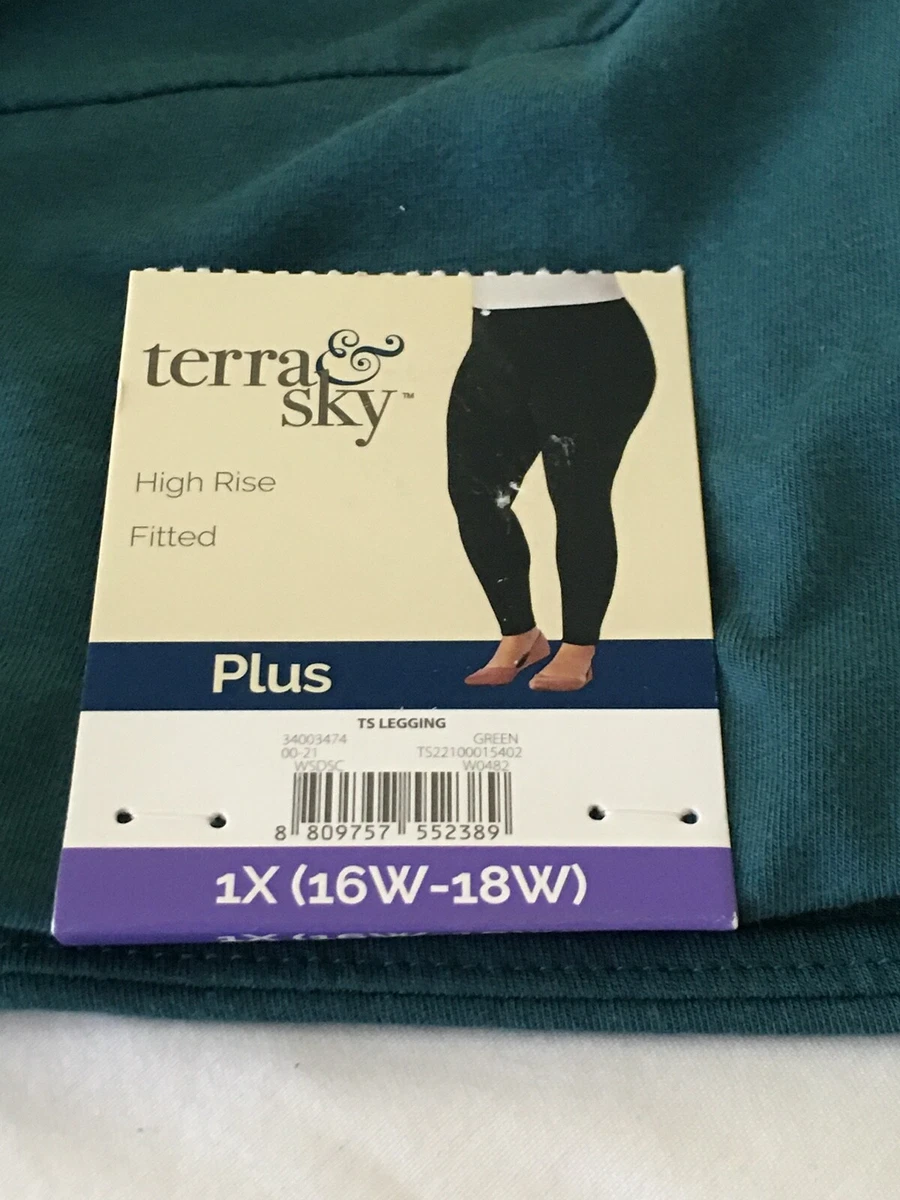 terra &
sky™
High Rise
Fitted
Plus
TS LEGGING
34003474 GREEN
00-21 TS22100015402
WSDSC W0482
8 809757 552389
1X (16W-18W)